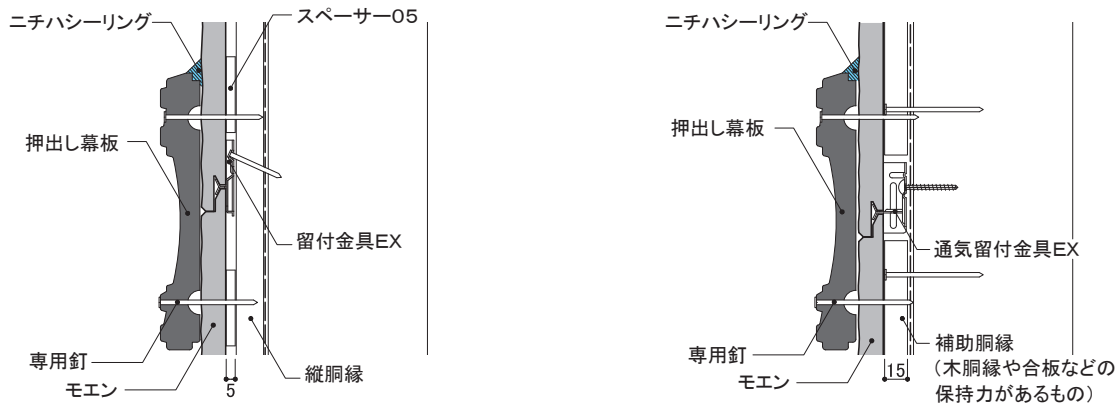 ニチハシーリング
スペーサー05
押出し幕板
留付金具EX
専用釘
縦胴縁
モエン
5
ニチハシーリング
押出し幕板
通気留付金具EX
専用釘
補助胴縁
(木胴縁や合板などの
保持力があるもの)
モエン
15